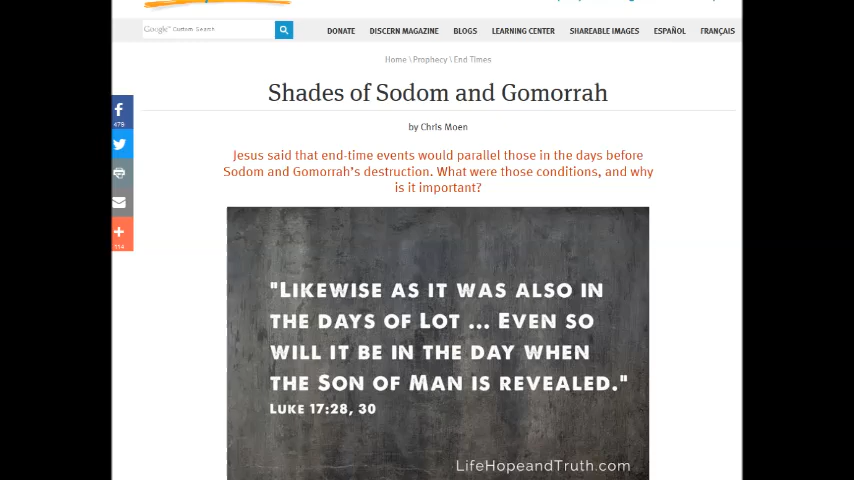 Google™ Custom Search
DONATE DISCERN MAGAZINE BLOGS LEARNING CENTER SHAREABLE IMAGES ESPAÑOL FRANÇAIS
Home \ Prophecy \ End Times
Shades of Sodom and Gomorrah
by Chris Moen
479
Jesus said that end-time events would parallel those in the days before
Sodom and Gomorrah's destruction. What were those conditions, and why
is it important?
514
"LIKEWISE AS IT WAS ALSO IN
THE DAYS OF LOT ... EVEN SO
WILL IT BE IN THE DAY WHEN
THE SON OF MAN IS REVEALED."
LUKE 17:28, 30
LifeHopeandTruth.com